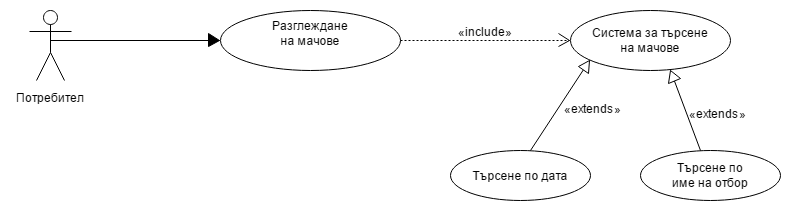 Разглеждане
на мачове
«include»
Система за търсене
на мачове
Потребител
«extends»
«extends»
Търсене по дата
Търсене по
име на отбор